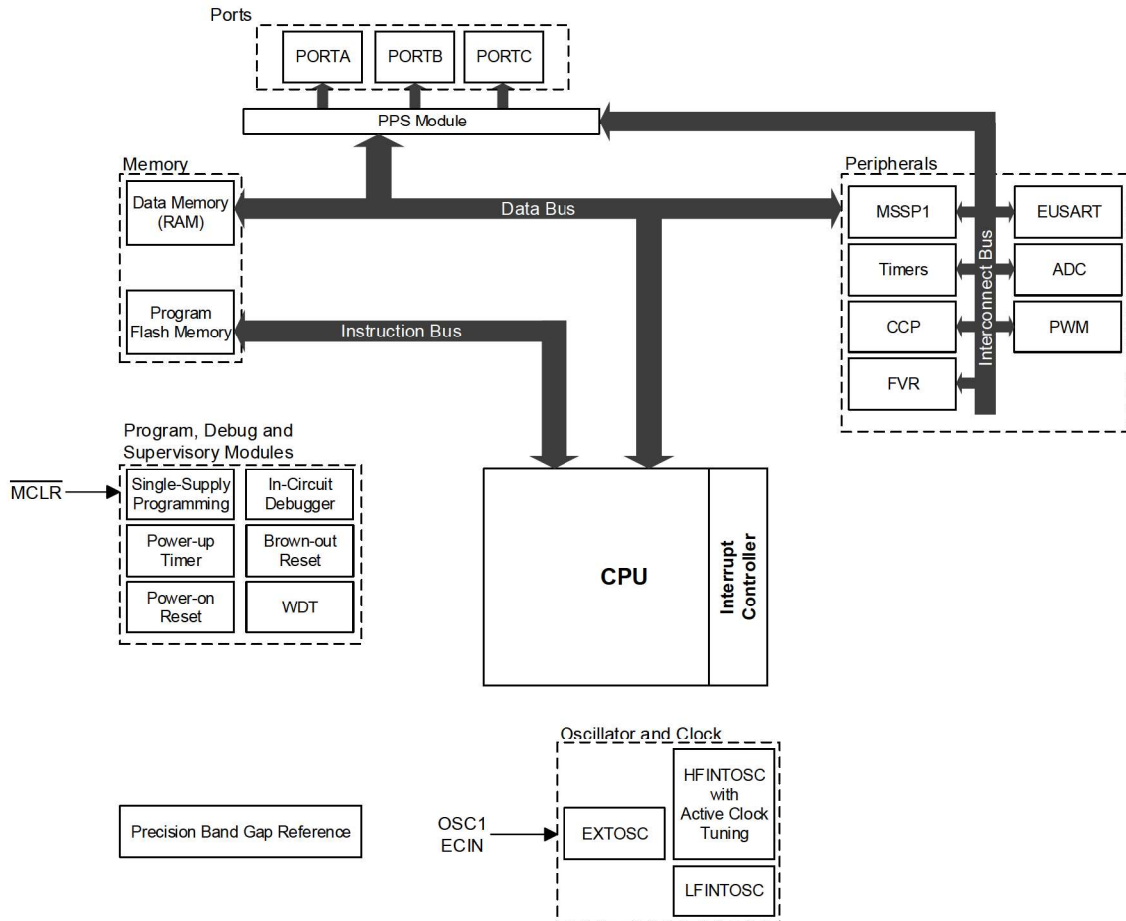 Ports
PORTA
PORTB
PORTC
PPS Module
Memory
Data Memory
(RAM)
Program
Flash Memory
Data Bus
Instruction Bus
Peripherals
MSSP1
EUSART
Timers
ADC
CCP
PWM
FVR
Interconnect Bus
Program, Debug and
Supervisory Modules
MCLR
Single-Supply
Programming
In-Circuit
Debugger
Power-up
Timer
Brown-out
Reset
Power-on
Reset
WDT
CPU
Interrupt
Controller
Oscillator and Clock
HFINTOSC
with
Active Clock
Tuning
Precision Band Gap Reference
OSC1
ECIN
EXTOSC
LFINTOSC